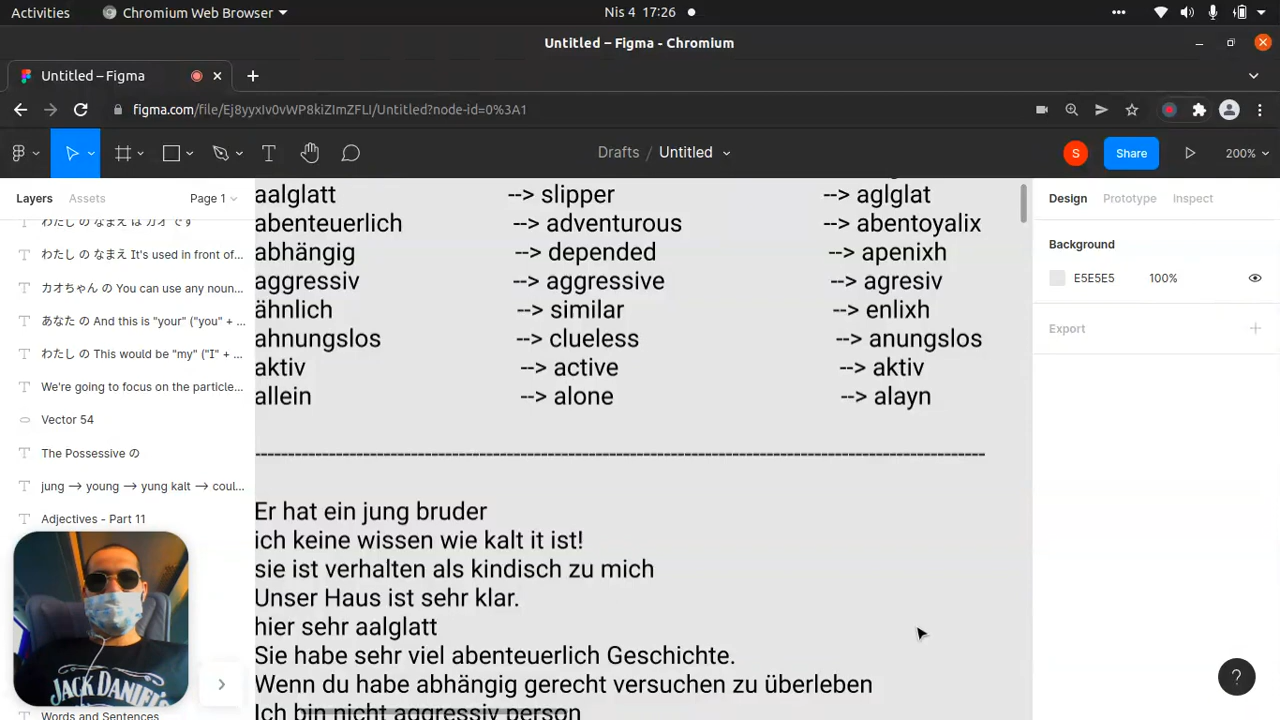 Activities Chromium Web Browser Nis 4 17:26
Untitled – Figma - Chromium
Untitled – Figma
figma.com/file/Ej8yyxIv0vWP8kiZImZFLI/Untitled?node-id=0%3A1
Drafts / Untitled S Share 200%
Layers Assets Page 1
わたし の なまえ は カオ です
わたし の なまえ It's used in front of...
カオちゃん の You can use any noun...
あなた の And this is "your" ("you" + ...
わたし の This would be "my" ("I" + ...
We're going to focus on the particle...
Vector 54
The Possessive の
jung --> young --> yung kalt --> coul...
Adjectives - Part 11
JACK DANIEL'S
Words and Sentences
aalglatt --> slipper --> aglglat
abenteuerlich --> adventurous --> abentoyalix
abhängig --> depended --> apenixh
aggressiv --> aggressive --> agresiv
ähnlich --> similar --> enlixh
ahnungslos --> clueless --> anungslos
aktiv --> active --> aktiv
allein --> alone --> alayn
Er hat ein jung bruder
ich keine wissen wie kalt it ist!
sie ist verhalten als kindisch zu mich
Unser Haus ist sehr klar.
hier sehr aalglatt
Sie habe sehr viel abenteuerlich Geschichte.
Wenn du habe abhängig gerecht versuchen zu überleben
Ich bin nicht aggressiv person
Design Prototype Inspect
Background
E5E5E5 100%
Export
?